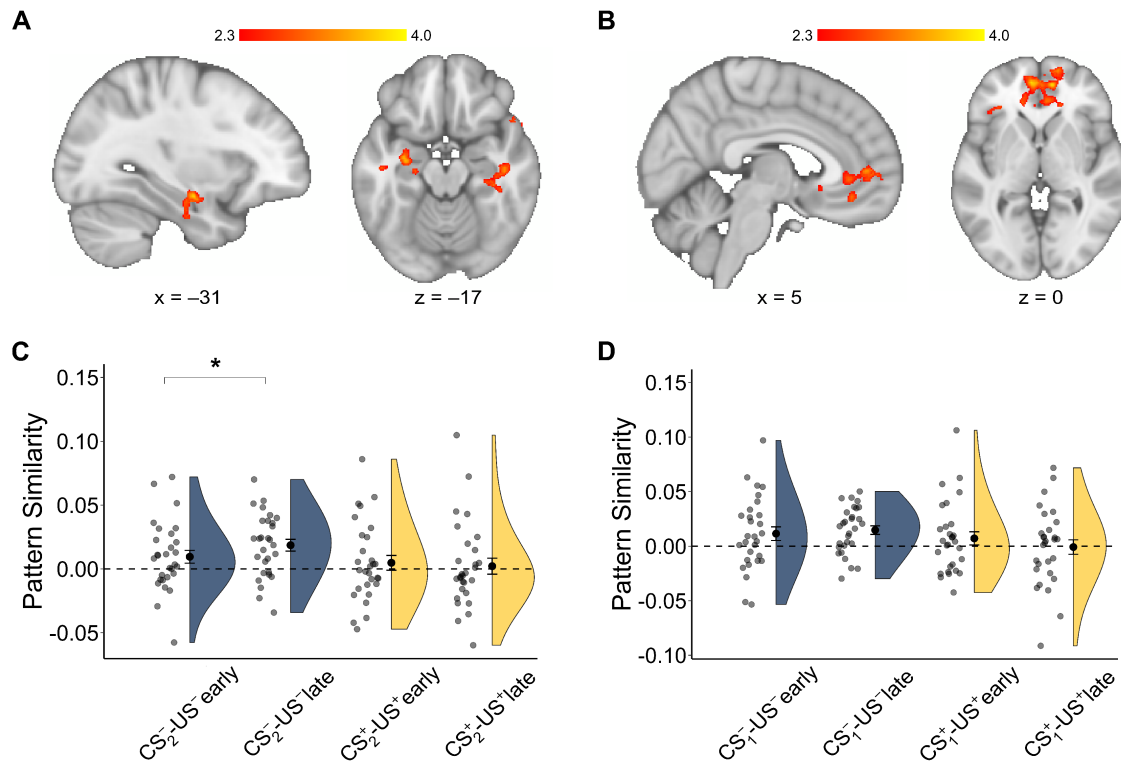 A
2.3 4.0
x = –31
z = –17
B
2.3 4.0
x = 5
z = 0
C
*
Pattern Similarity
0.15
0.10
0.05
0.00
-0.05
CS₂⁻-US⁻early
CS₂⁻-US⁻late
CS₂⁺-US⁺early
CS₂⁺-US⁺late
D
Pattern Similarity
0.15
0.10
0.05
0.00
-0.05
-0.10
CS₁⁻-US⁻early
CS₁⁻-US⁻late
CS₁⁺-US⁺early
CS₁⁺-US⁺late